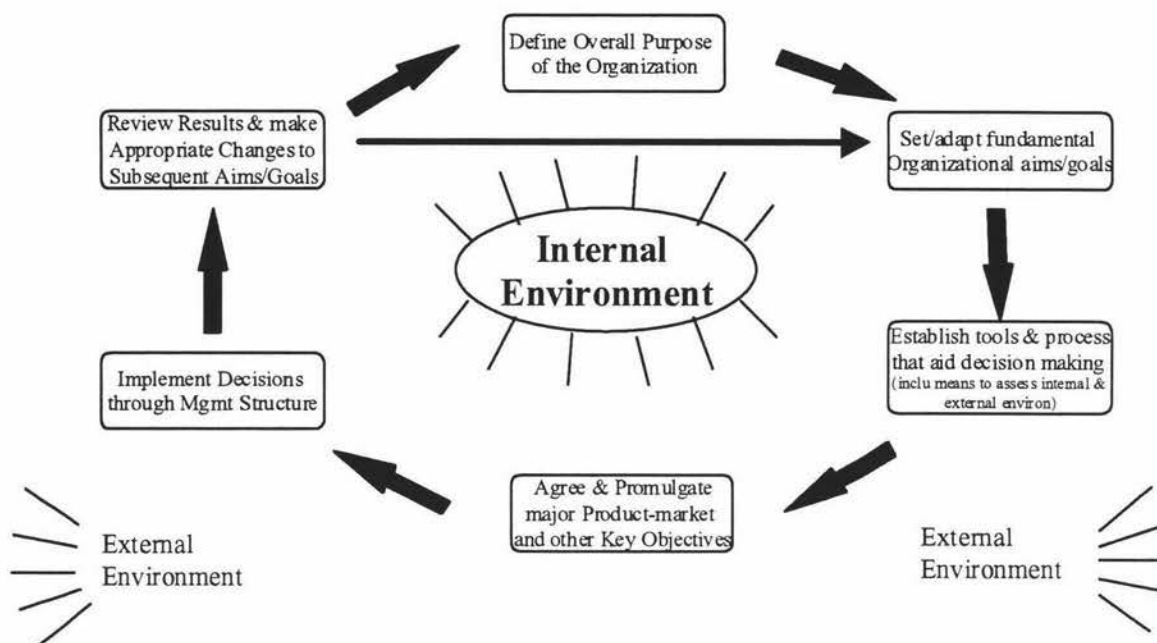 Define Overall Purpose
of the Organization
Review Results & make
Appropriate Changes to
Subsequent Aims/Goals
Set/adapt fundamental
Organizational aims/goals
Internal
Environment
Establish tools & process
that aid decision making
(inclu means to assess internal &
external environ)
Implement Decisions
through Mgmt Structure
Agree & Promulgate
major Product-market
and other Key Objectives
External
Environment
External
Environment